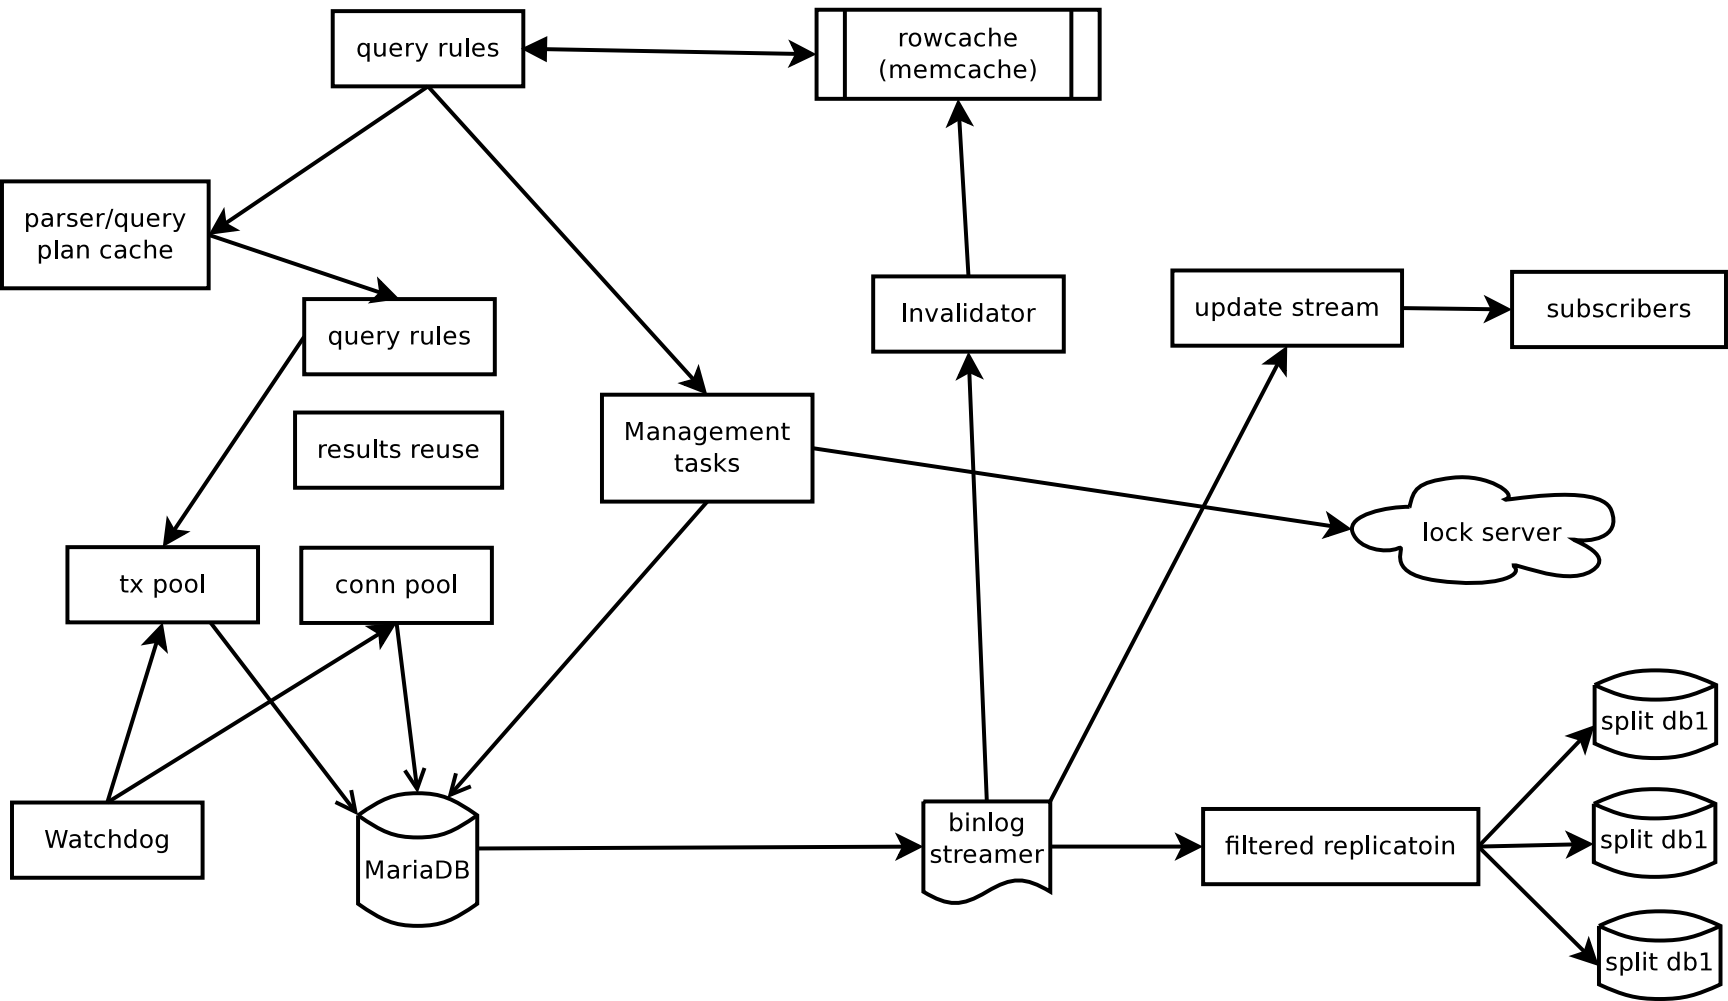 query rules
rowcache
(memcache)
parser/query
plan cache
query rules
Invalidator
update stream
subscribers
results reuse
Management
tasks
lock server
tx pool
conn pool
split db1
Watchdog
MariaDB
binlog
streamer
filtered replicatoin
split db1
split db1